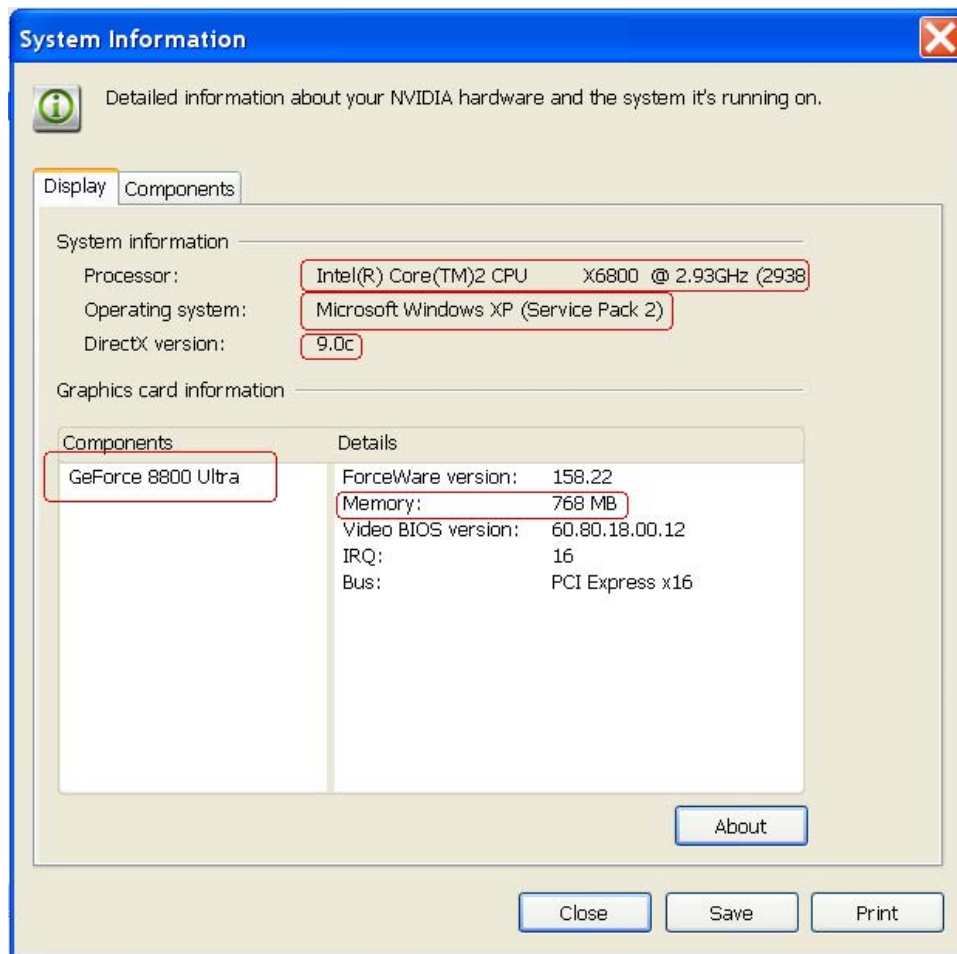 System Information
Detailed information about your NVIDIA hardware and the system it's running on.
Display Components
System information
Processor: Intel(R) Core(TM)2 CPU X6800 @ 2.93GHz (2938
Operating system: Microsoft Windows XP (Service Pack 2)
DirectX version: 9.0c
Graphics card information
Components Details
GeForce 8800 Ultra ForceWare version: 158.22
Memory: 768 MB
Video BIOS version: 60.80.18.00.12
IRQ: 16
Bus: PCI Express x16
About
Close Save Print